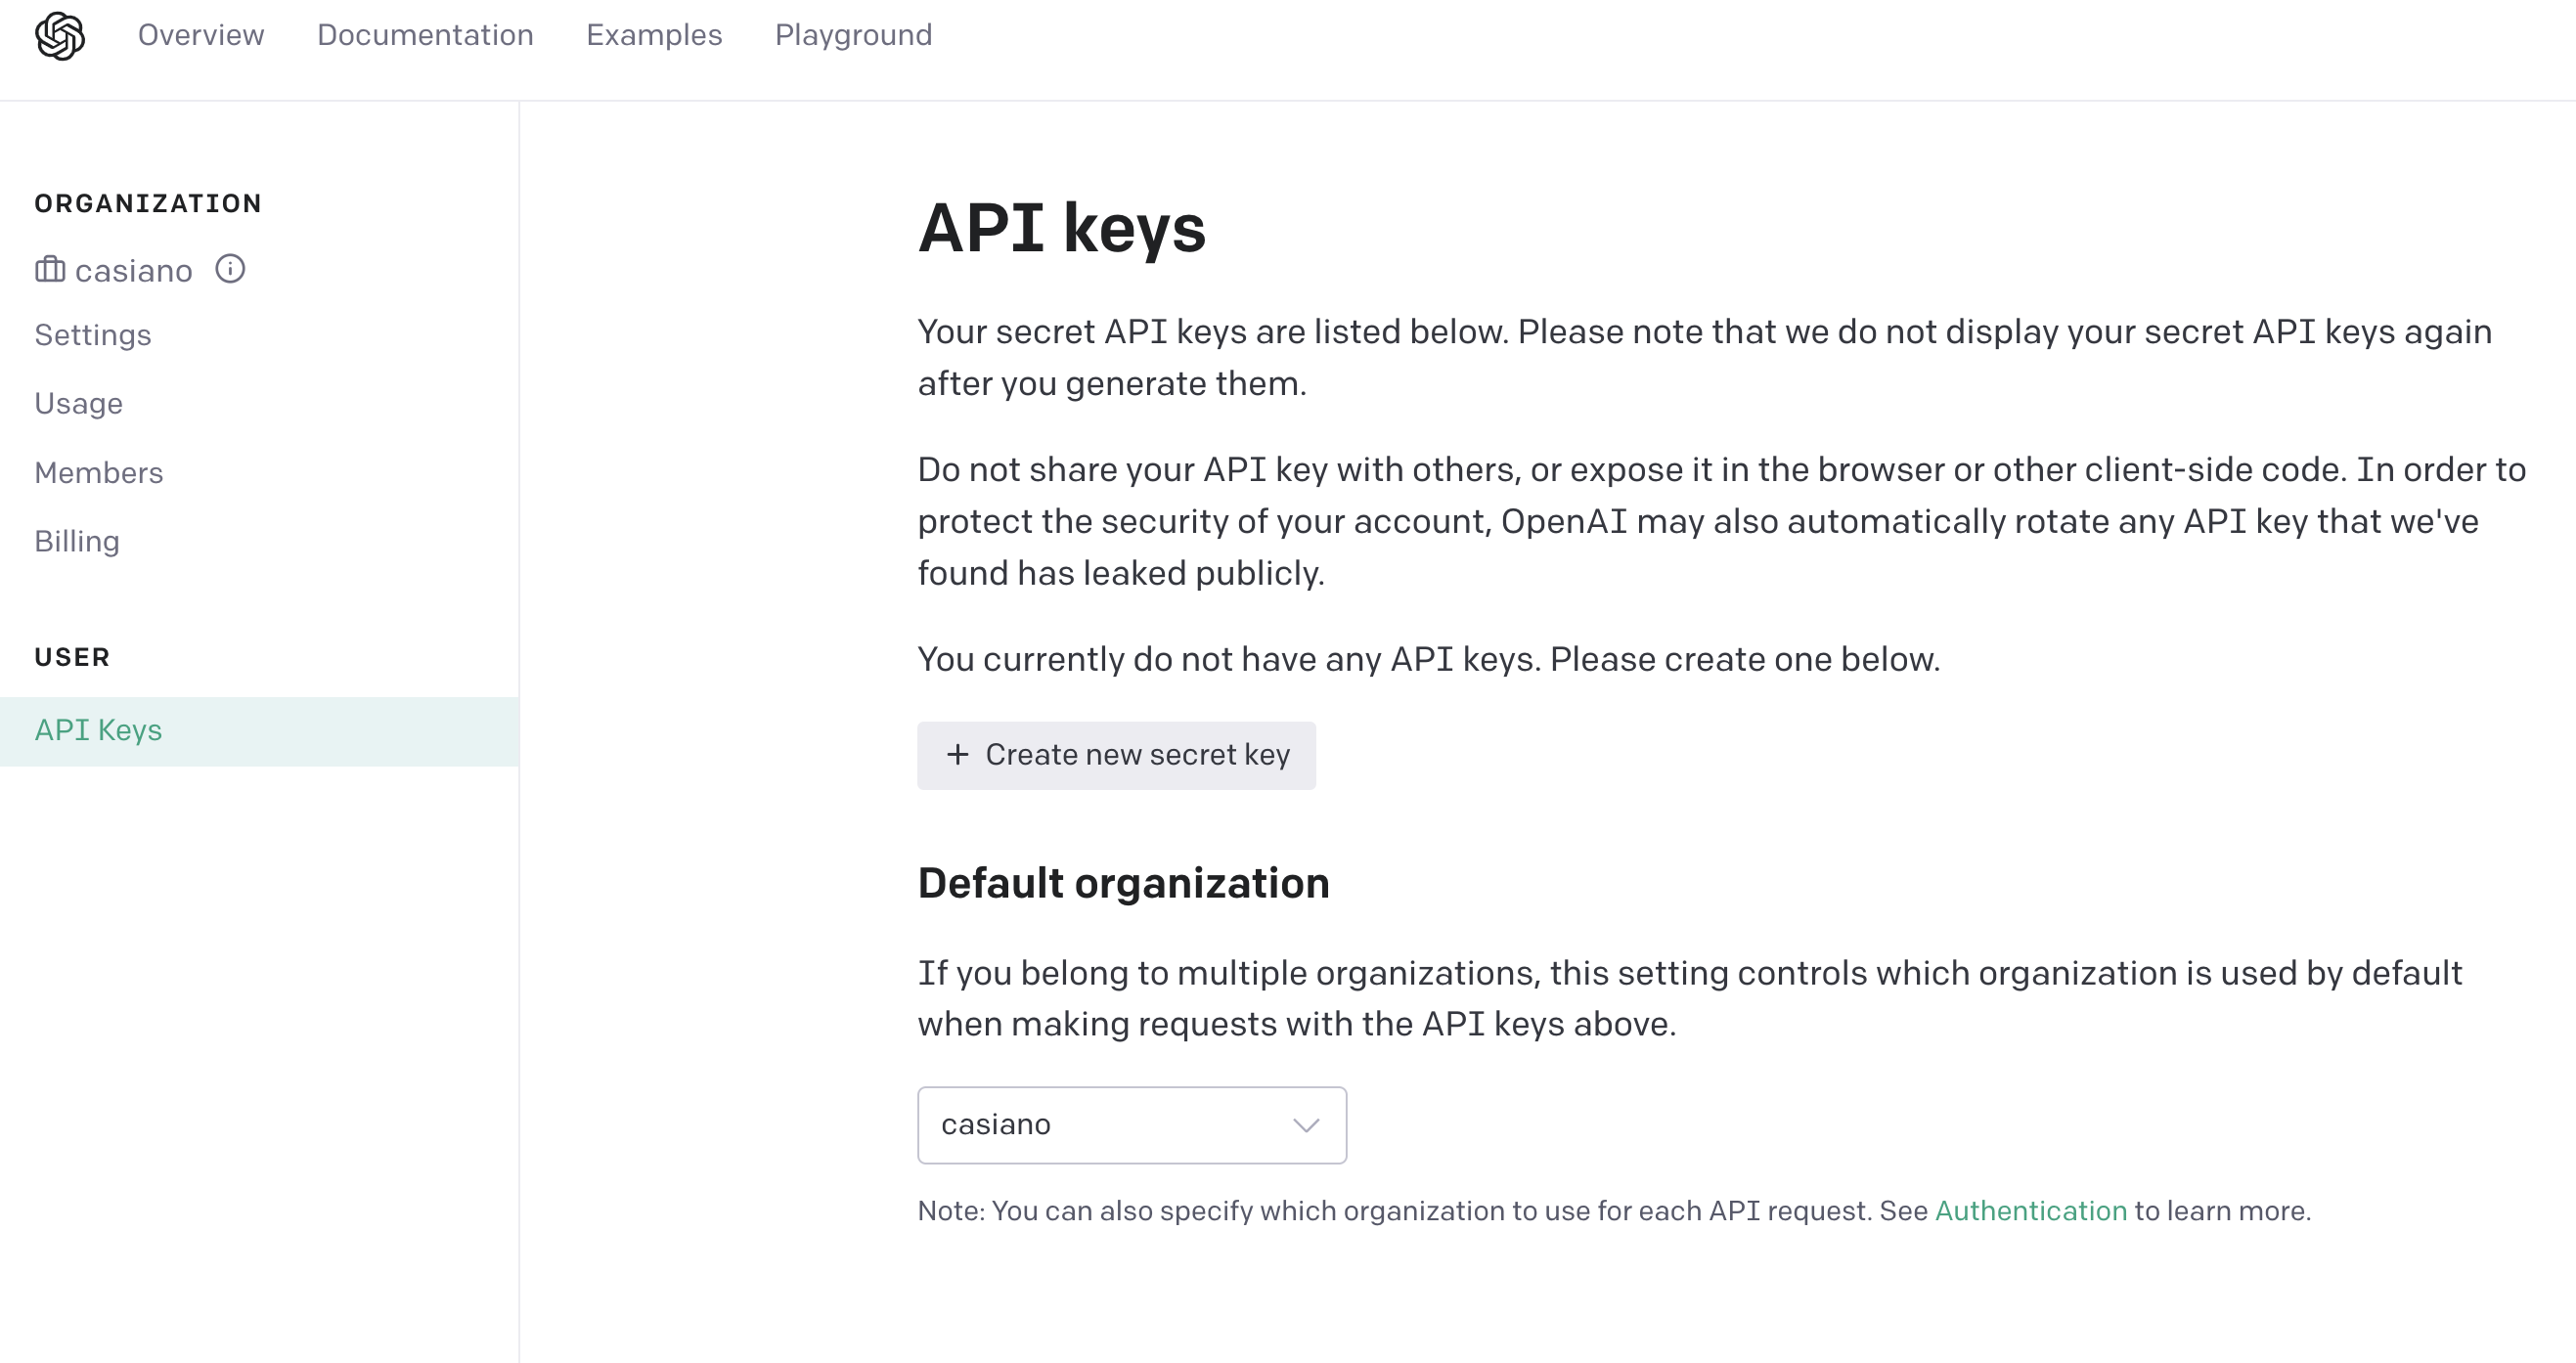 Overview Documentation Examples Playground
ORGANIZATION
casiano
Settings
Usage
Members
Billing
USER
API Keys
API keys
Your secret API keys are listed below. Please note that we do not display your secret API keys again
after you generate them.
Do not share your API key with others, or expose it in the browser or other client-side code. In order to
protect the security of your account, OpenAI may also automatically rotate any API key that we've
found has leaked publicly.
You currently do not have any API keys. Please create one below.
+ Create new secret key
Default organization
If you belong to multiple organizations, this setting controls which organization is used by default
when making requests with the API keys above.
casiano
Note: You can also specify which organization to use for each API request. See Authentication to learn more.